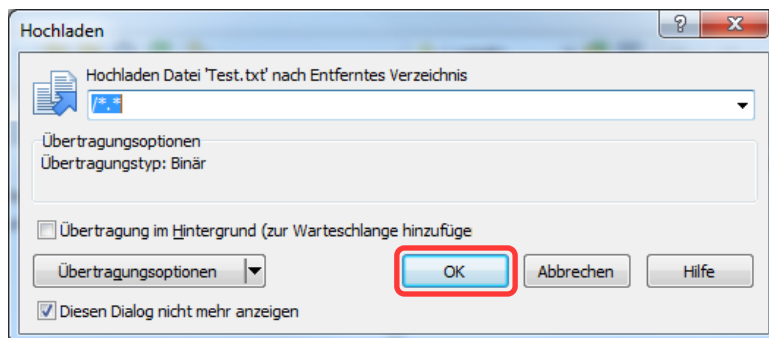 Hochladen
Hochladen Datei 'Test.txt' nach Entferntes Verzeichnis
/*.*
Übertragungsoptionen
Übertragungstyp: Binär
Übertragung im Hintergrund (zur Warteschlange hinzufüge
Übertragungsoptionen OK Abbrechen Hilfe
Diesen Dialog nicht mehr anzeigen